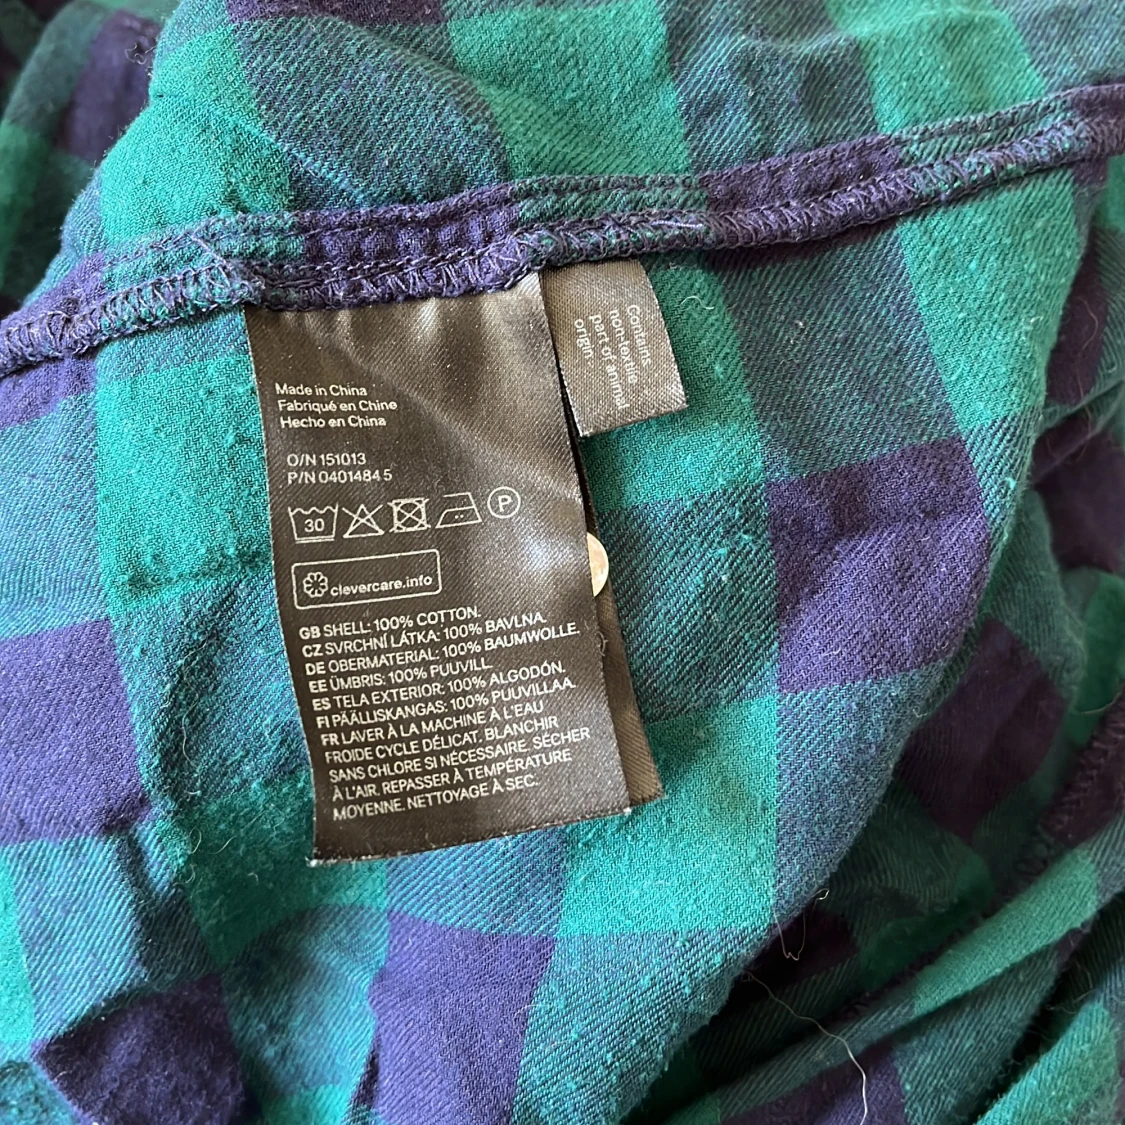 Made in China
Fabriqué en Chine
Hecho en China
O/N 151013
P/N 0401484 5
30
P
clevercare.info
GB SHELL: 100% COTTON.
CZ SVRCHNÍ LÁTKA: 100% BAVLNA.
DE OBERMATERIAL: 100% BAUMWOLLE.
EE ÜMBRIS: 100% PUUVILL
ES TELA EXTERIOR: 100% ALGODÓN.
FI PÄÄLLISKANGAS: 100% PUUVILLAA.
FR LAVER À LA MACHINE À L'EAU
FROIDE CYCLE DÉLICAT. BLANCHIR
SANS CHLORE SI NÉCESSAIRE. SÉCHER
À L'AIR. REPASSER À TEMPÉRATURE
MOYENNE. NETTOYAGE À SEC.
Contains
non-textile
part of animal
origin